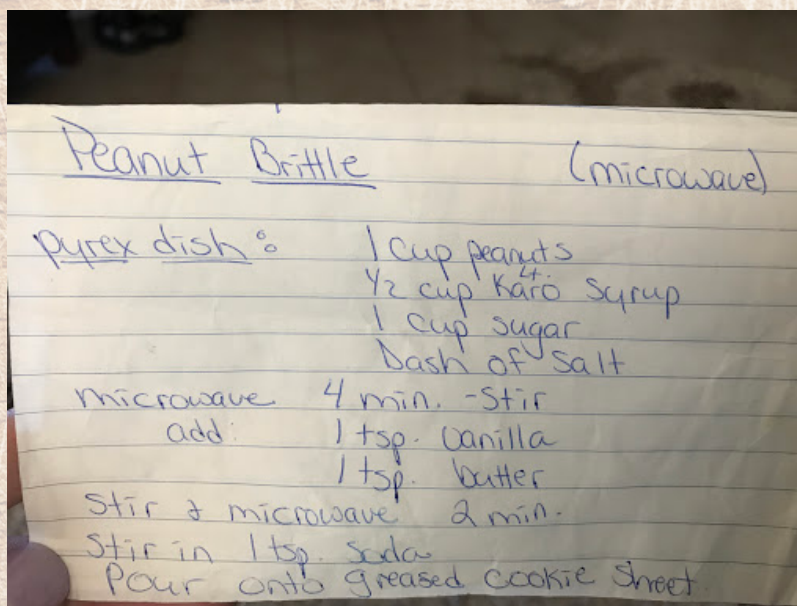 Peanut Brittle (microwave)
pyrex dish: 1 cup peanuts
Lt.
1/2 cup Karo syrup
1 cup sugar
Dash of Salt
microwave 4 min. -Stir
add: 1 tsp. vanilla
1 tsp. butter
Stir & microwave 2 min.
Stir in 1 tsp. soda
Pour onto greased cookie sheet